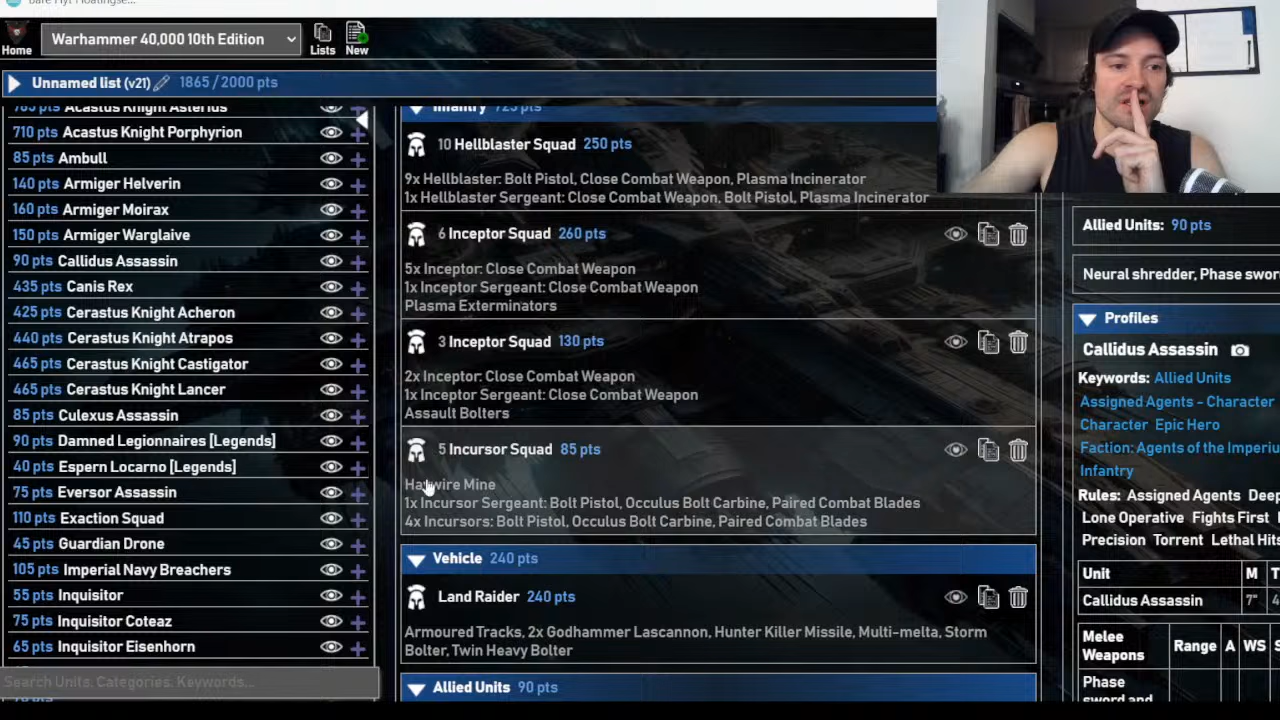 Warhammer 40,000 10th Edition
Home
Lists
New
Unnamed list (v21) 1865 / 2000 pts
765 pts Acastus Knight Asterius
710 pts Acastus Knight Porphyrion
85 pts Ambull
140 pts Armiger Helverin
160 pts Armiger Moirax
150 pts Armiger Warglaive
90 pts Callidus Assassin
435 pts Canis Rex
425 pts Cerastus Knight Acheron
440 pts Cerastus Knight Atrapos
465 pts Cerastus Knight Castigator
465 pts Cerastus Knight Lancer
85 pts Culexus Assassin
90 pts Damned Legionnaires [Legends]
40 pts Espern Locarno [Legends]
75 pts Eversor Assassin
110 pts Exaction Squad
45 pts Guardian Drone
105 pts Imperial Navy Breachers
55 pts Inquisitor
75 pts Inquisitor Coteaz
65 pts Inquisitor Eisenhorn
Search Units, Categories, Keywords...
Infantry 725 pts
10 Hellblaster Squad 250 pts
9x Hellblaster: Bolt Pistol, Close Combat Weapon, Plasma Incinerator
1x Hellblaster Sergeant: Close Combat Weapon, Bolt Pistol, Plasma Incinerator
6 Inceptor Squad 260 pts
5x Inceptor: Close Combat Weapon
1x Inceptor Sergeant: Close Combat Weapon
Plasma Exterminators
3 Inceptor Squad 130 pts
2x Inceptor: Close Combat Weapon
1x Inceptor Sergeant: Close Combat Weapon
Assault Bolters
5 Incursor Squad 85 pts
Haywire Mine
1x Incursor Sergeant: Bolt Pistol, Occulus Bolt Carbine, Paired Combat Blades
4x Incursors: Bolt Pistol, Occulus Bolt Carbine, Paired Combat Blades
Vehicle 240 pts
Land Raider 240 pts
Armoured Tracks, 2x Godhammer Lascannon, Hunter Killer Missile, Multi-melta, Storm
Bolter, Twin Heavy Bolter
Allied Units 90 pts
Allied Units: 90 pts
Neural shredder, Phase swor
Profiles
Callidus Assassin
Keywords: Allied Units
Assigned Agents - Character
Character Epic Hero
Faction: Agents of the Imperiu
Infantry
Rules: Assigned Agents Deep
Lone Operative Fights First
Precision Torrent Lethal Hits
Unit M T
Callidus Assassin 7" 4
Melee
Weapons Range A WS S
Phase
sword and